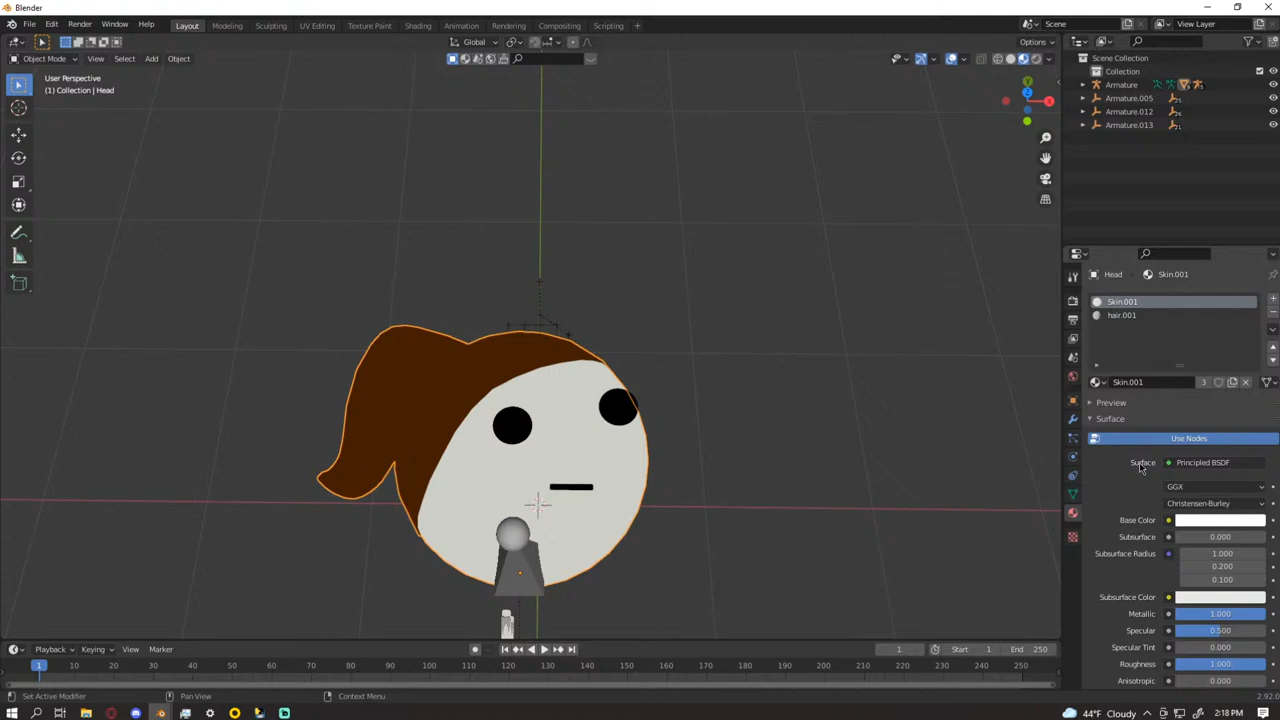 Blender
File Edit Render Window Help Layout Modeling Sculpting UV Editing Texture Paint Shading Animation Rendering Compositing Scripting + Scene View Layer
Global Options
Object Mode View Select Add Object
User Perspective
(1) Collection | Head
Scene Collection
Collection
Armature
Armature.005
Armature.012
Armature.013
Head Skin.001
Skin.001
hair.001
Skin.001 3
Preview
Surface
Use Nodes
Surface Principled BSDF
GGX
Christensen-Burley
Base Color
Subsurface 0.000
Subsurface Radius 1.000
0.200
0.100
Subsurface Color
Metallic 1.000
Specular 0.500
Specular Tint 0.000
Roughness 1.000
Anisotropic 0.000
Playback Keying View Marker 1 Start 1 End 250
1 10 20 30 40 50 60 70 80 90 100 110 120 130 140 150 160 170 180 190 200 210 220 230 240 250
Set Active Modifier Pan View Context Menu 2.92.0
44°F Cloudy 2:18 PM